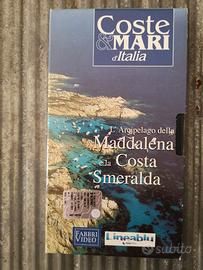 Coste
& MARI
d'Italia
L'Arcipelago della
Maddalena
e la Costa
Smeralda
FABBRI
VIDEO
Lineablu
subito